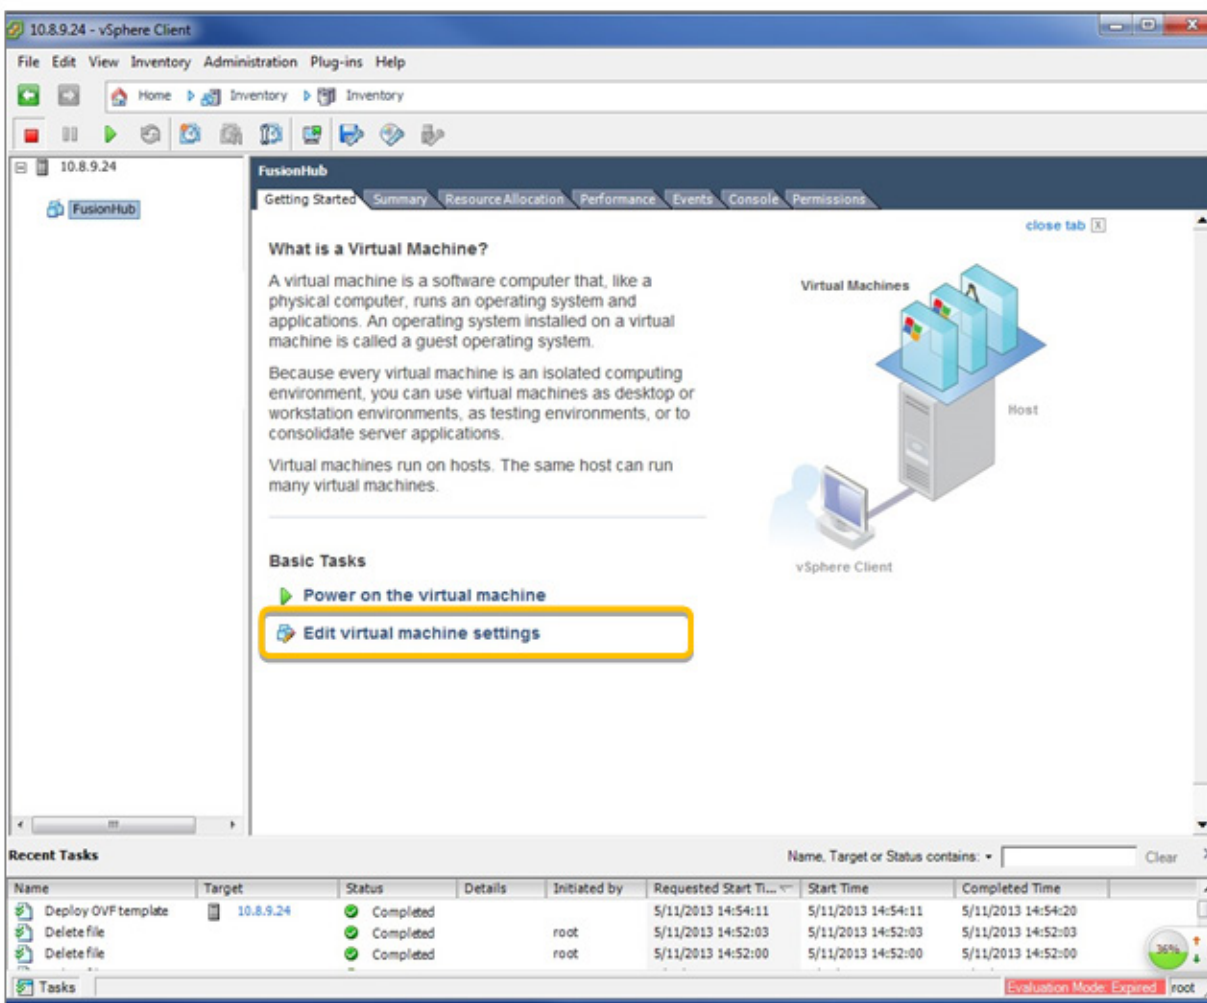 10.8.9.24 - vSphere Client
File Edit View Inventory Administration Plug-ins Help
Home Inventory Inventory
10.8.9.24
FusionHub
FusionHub
Getting Started Summary Resource Allocation Performance Events Console Permissions
close tab X
What is a Virtual Machine?
A virtual machine is a software computer that, like a
physical computer, runs an operating system and
applications. An operating system installed on a virtual
machine is called a guest operating system.
Because every virtual machine is an isolated computing
environment, you can use virtual machines as desktop or
workstation environments, as testing environments, or to
consolidate server applications.
Virtual machines run on hosts. The same host can run
many virtual machines.
Virtual Machines
Host
vSphere Client
Basic Tasks
Power on the virtual machine
Edit virtual machine settings
Recent Tasks Name, Target or Status contains: Clear
Name Target Status Details Initiated by Requested Start Ti... Start Time Completed Time
Deploy OVF template 10.8.9.24 Completed 5/11/2013 14:54:11 5/11/2013 14:54:11 5/11/2013 14:54:20
Delete file Completed root 5/11/2013 14:52:03 5/11/2013 14:52:03 5/11/2013 14:52:03
Delete file Completed root 5/11/2013 14:52:00 5/11/2013 14:52:00 5/11/2013 14:52:00
36%
Tasks Evaluation Mode: Expired root